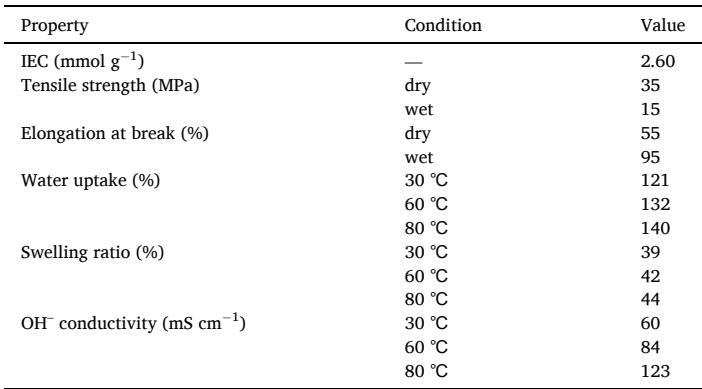 Property Condition Value
IEC (mmol g⁻¹) — 2.60
Tensile strength (MPa) dry 35
wet 15
Elongation at break (%) dry 55
wet 95
Water uptake (%) 30 ℃ 121
60 ℃ 132
80 ℃ 140
Swelling ratio (%) 30 ℃ 39
60 ℃ 42
80 ℃ 44
OH⁻ conductivity (mS cm⁻¹) 30 ℃ 60
60 ℃ 84
80 ℃ 123